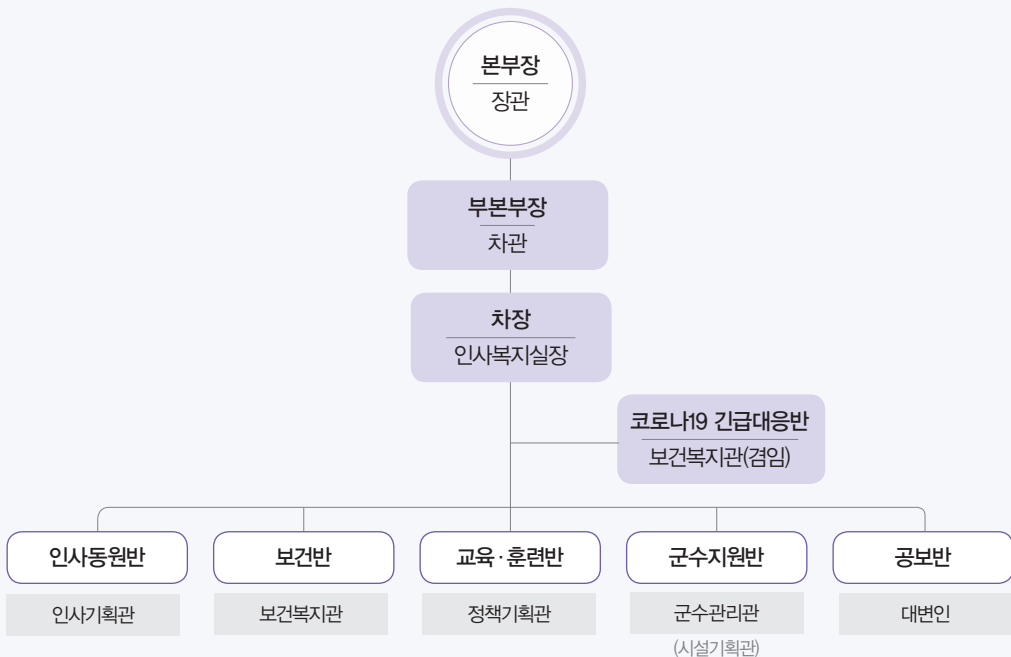 본부장
장관
부본부장
차관
차장
인사복지실장
코로나19 긴급대응반
보건복지관(겸임)
인사동원반
보건반
교육·훈련반
군수지원반
공보반
인사기획관
보건복지관
정책기획관
군수관리관
대변인
(시설기획관)